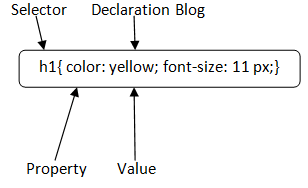 Selector Declaration Blog
h1{ color: yellow; font-size: 11 px;}
Property Value